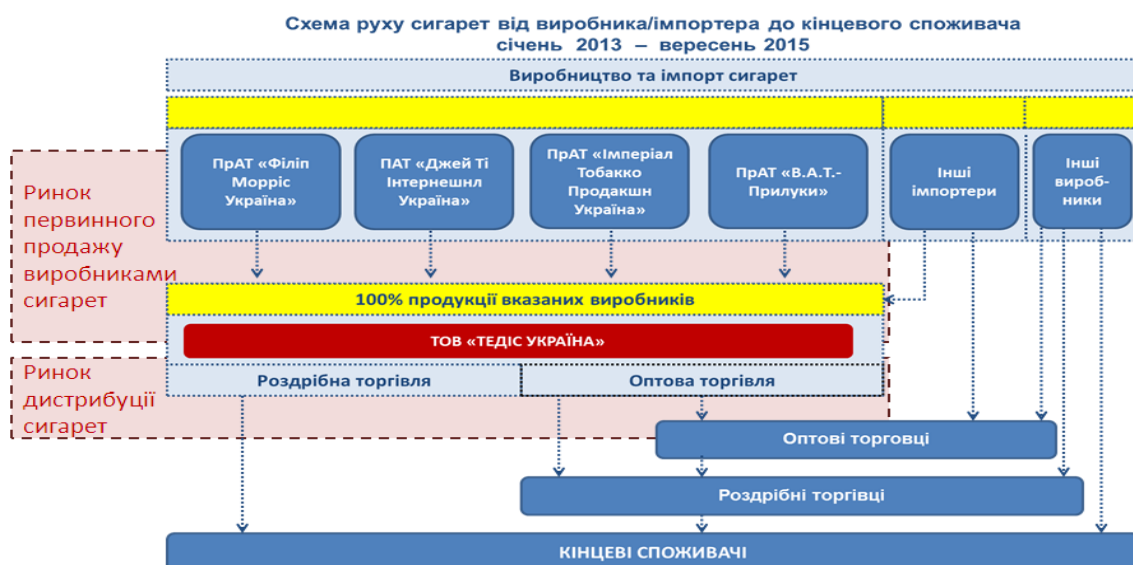 Схема руху сигарет від виробника/імпортера до кінцевого споживача
січень 2013 – вересень 2015
Виробництво та імпорт сигарет
Ринок
первинного
продажу
виробниками
сигарет
ПрАТ «Філіп
Морріс
Україна»
ПАТ «Джей Ті
Інтернешнл
Україна»
ПрАТ «Імперіал
Тобакко
Продакшн
Україна»
ПрАТ «В.А.Т.-
Прилуки»
Інші
імпортери
Інші
вироб-
ники
100% продукції вказаних виробників
ТОВ «ТЕДІС УКРАЇНА»
Ринок
дистрибуції
сигарет
Роздрібна торгівля
Оптова торгівля
Оптові торговці
Роздрібні торгівці
КІНЦЕВІ СПОЖИВАЧІ